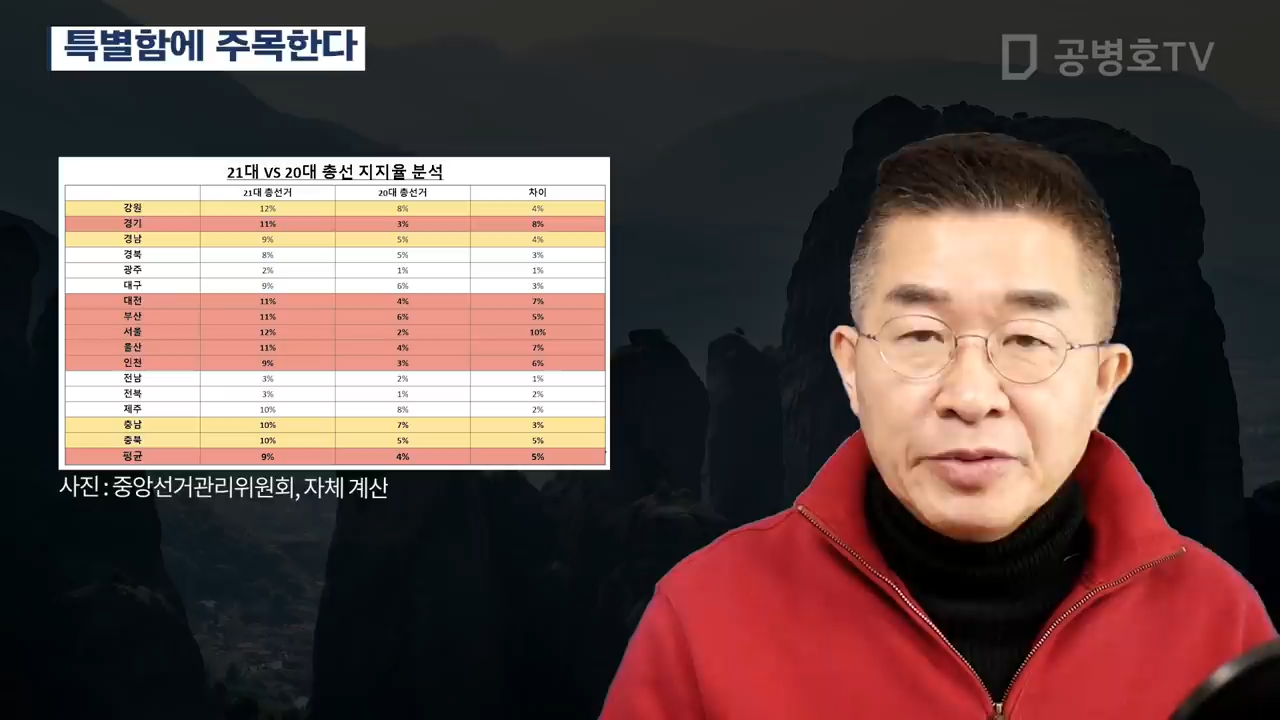 특별함에 주목한다
공병호TV
21대 VS 20대 총선 지지율 분석
21대 총선거 20대 총선거 차이
강원 12% 8% 4%
경기 11% 3% 8%
경남 9% 5% 4%
경북 8% 5% 3%
광주 2% 1% 1%
대구 9% 6% 3%
대전 11% 4% 7%
부산 11% 6% 5%
서울 12% 2% 10%
울산 11% 4% 7%
인천 9% 3% 6%
전남 3% 2% 1%
전북 3% 1% 2%
제주 10% 8% 2%
충남 10% 7% 3%
충북 10% 5% 5%
평균 9% 4% 5%
사진 : 중앙선거관리위원회, 자체 계산